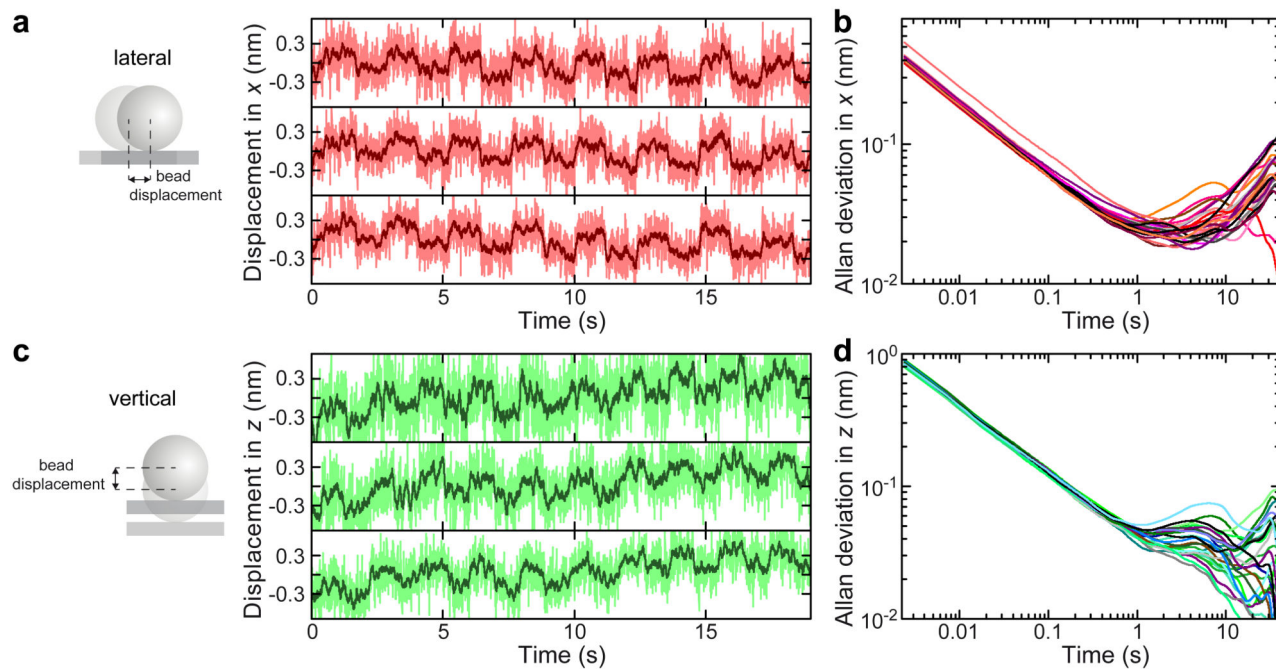 a
lateral
bead
displacement
Displacement in x (nm)
0.3
-0.3
0.3
-0.3
0.3
-0.3
0
5
10
15
Time (s)
b
Allan deviation in x (nm)
10⁻¹
10⁻²
0.01
0.1
1
10
Time (s)
c
vertical
bead
displacement
Displacement in z (nm)
0.3
-0.3
0.3
-0.3
0.3
-0.3
0
5
10
15
Time (s)
d
Allan deviation in z (nm)
10⁰
10⁻¹
10⁻²
0.01
0.1
1
10
Time (s)